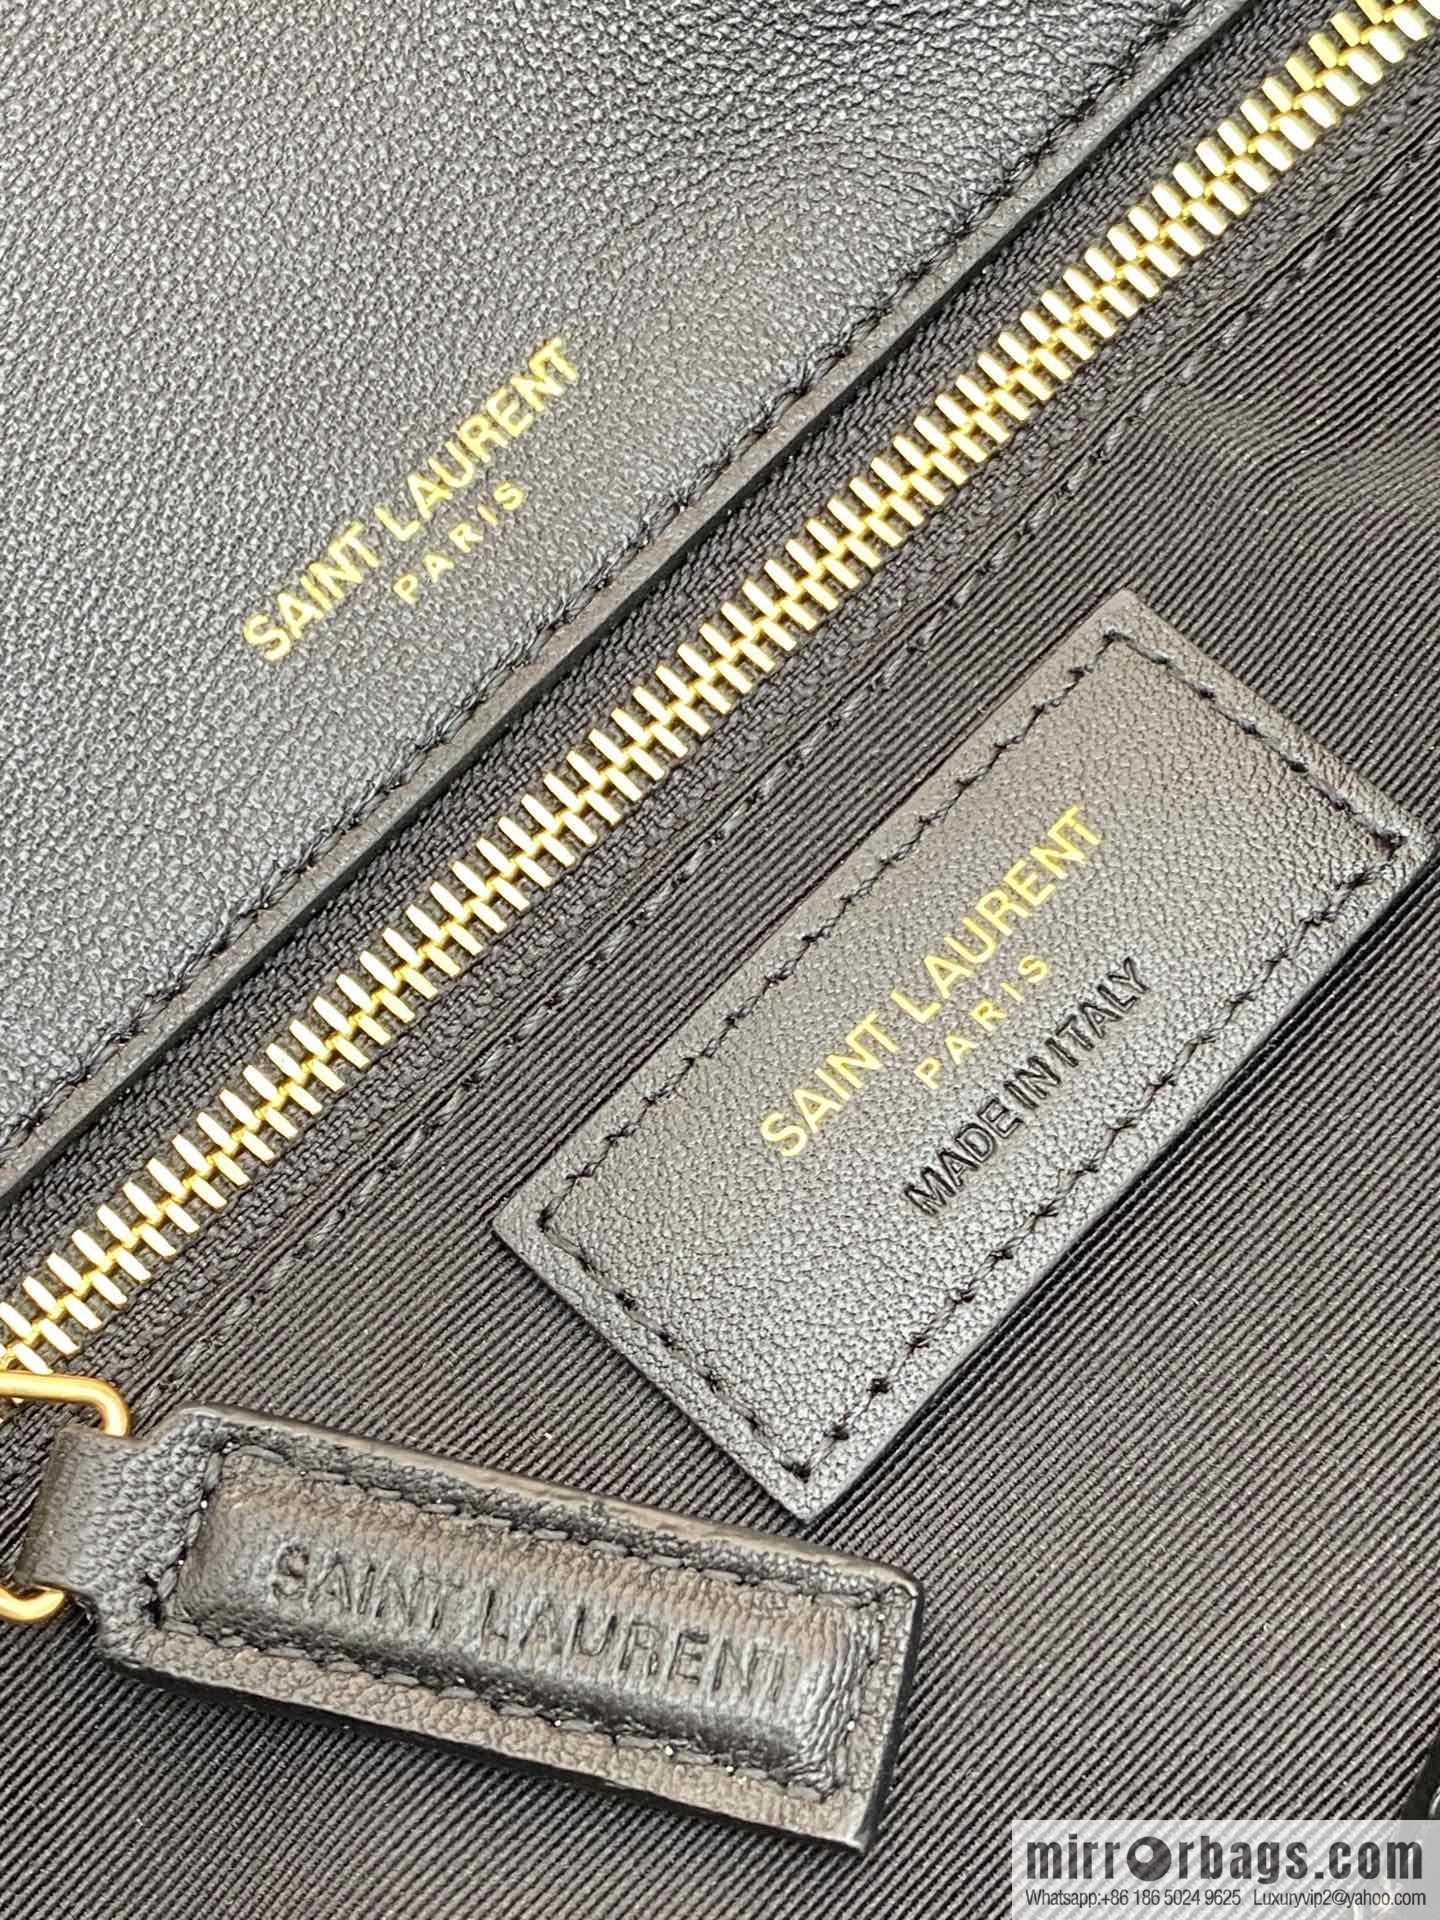 SAINT LAURENT
PARIS
SAINT LAURENT
PARIS
MADE IN ITALY
SAINT LAURENT
mirrorbags.com
Whatsapp:+86 186 5024 9625 Luxuryvip2@yahoo.com